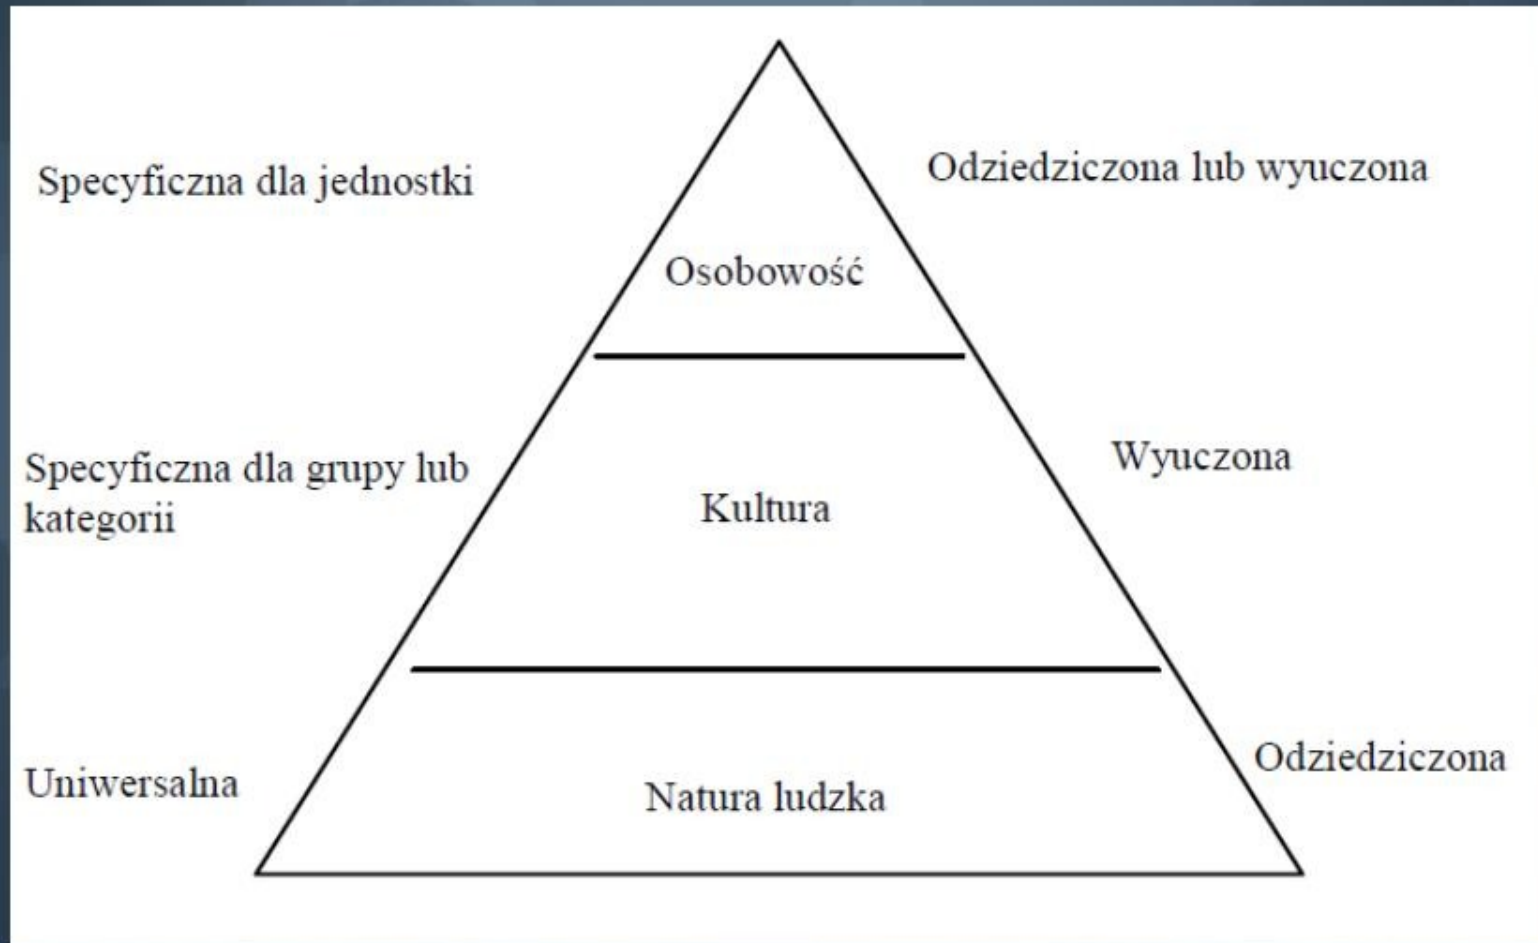 Specyficzna dla jednostki
Odziedziczona lub wyuczona
Osobowość
Specyficzna dla grupy lub
kategorii
Wyuczona
Kultura
Uniwersalna
Odziedziczona
Natura ludzka